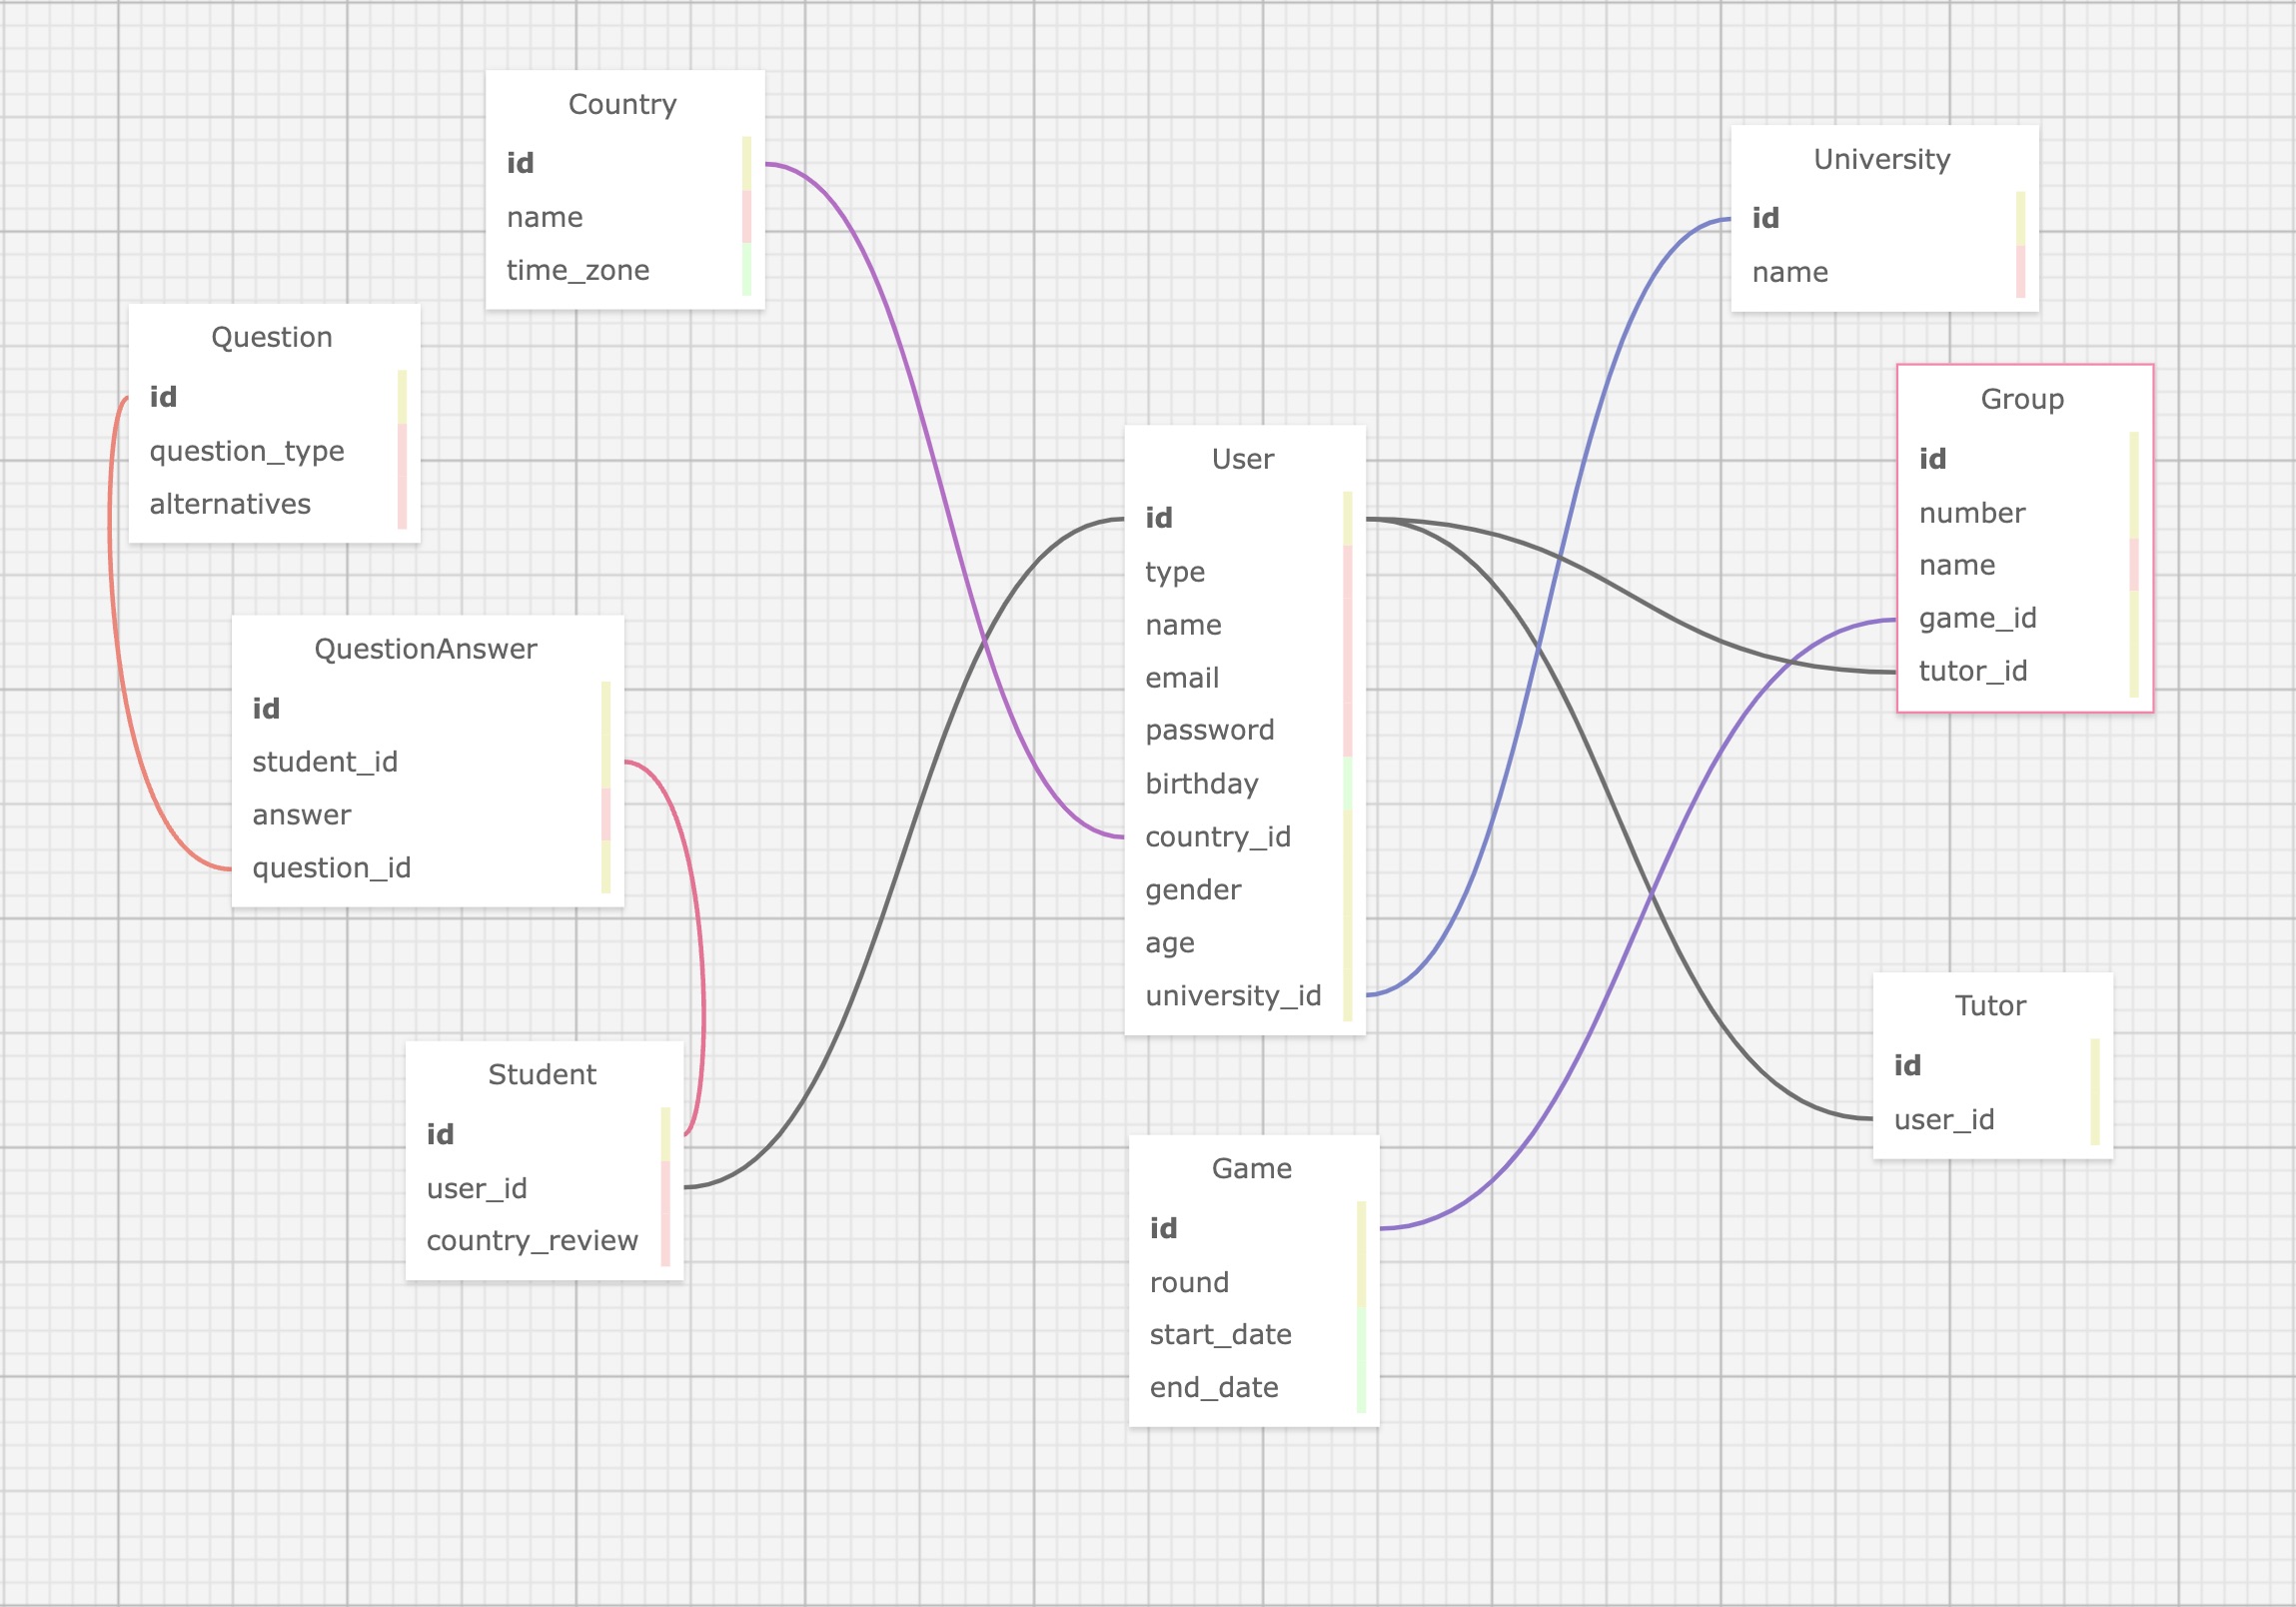 Country
id
name
time_zone
University
id
name
Question
id
question_type
alternatives
Group
id
number
name
game_id
tutor_id
User
id
type
name
email
password
birthday
country_id
gender
age
university_id
QuestionAnswer
id
student_id
answer
question_id
Tutor
id
user_id
Student
id
user_id
country_review
Game
id
round
start_date
end_date